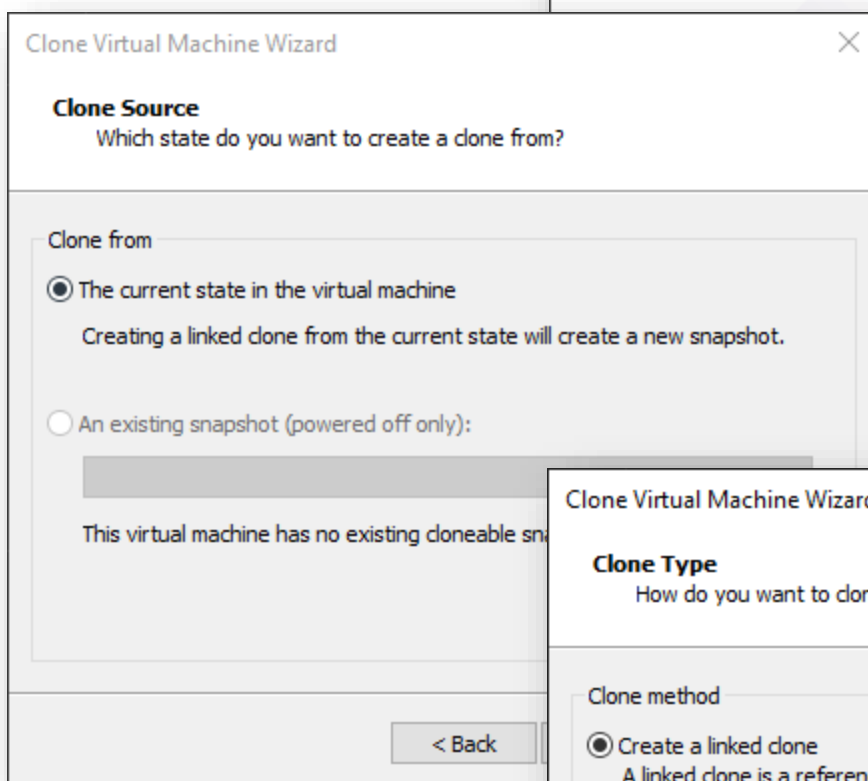 Clone Virtual Machine Wizard
Clone Source
Which state do you want to create a clone from?
Clone from
The current state in the virtual machine
Creating a linked clone from the current state will create a new snapshot.
An existing snapshot (powered off only):
This virtual machine has no existing cloneable
< Back
Clone Virtual Machine
Clone Type
How do you want to
Clone method
Create a linked clone
A linked clone is a